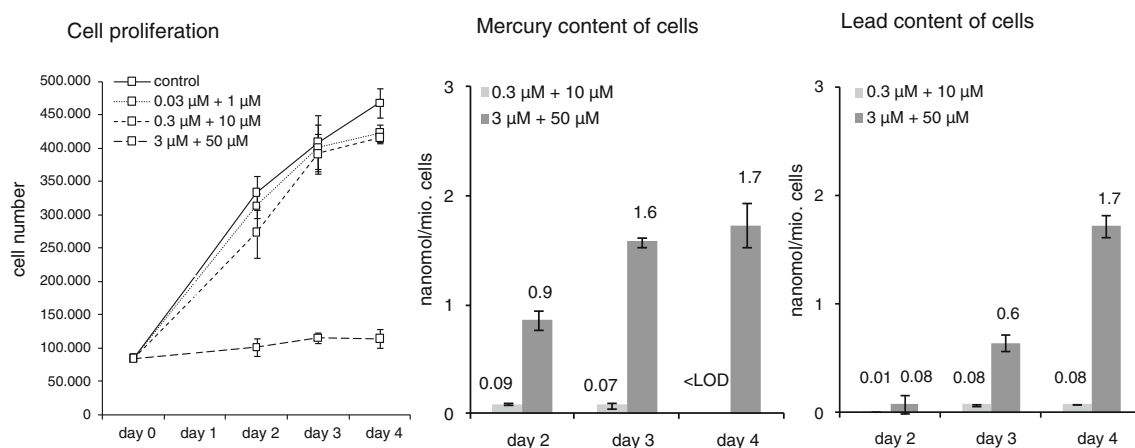 Cell proliferation
500.000
450.000
400.000
350.000
300.000
250.000
200.000
150.000
100.000
50.000
0
cell number
control
0.03 µM + 1 µM
0.3 µM + 10 µM
3 µM + 50 µM
day 0 day 1 day 2 day 3 day 4
Mercury content of cells
3
2
1
0
nanomol/mio. cells
0.3 µM + 10 µM
3 µM + 50 µM
0.09 0.9 0.07 1.6 <LOD 1.7
day 2 day 3 day 4
Lead content of cells
3
2
1
0
nanomol/mio. cells
0.3 µM + 10 µM
3 µM + 50 µM
0.01 0.08 0.08 0.6 0.08 1.7
day 2 day 3 day 4